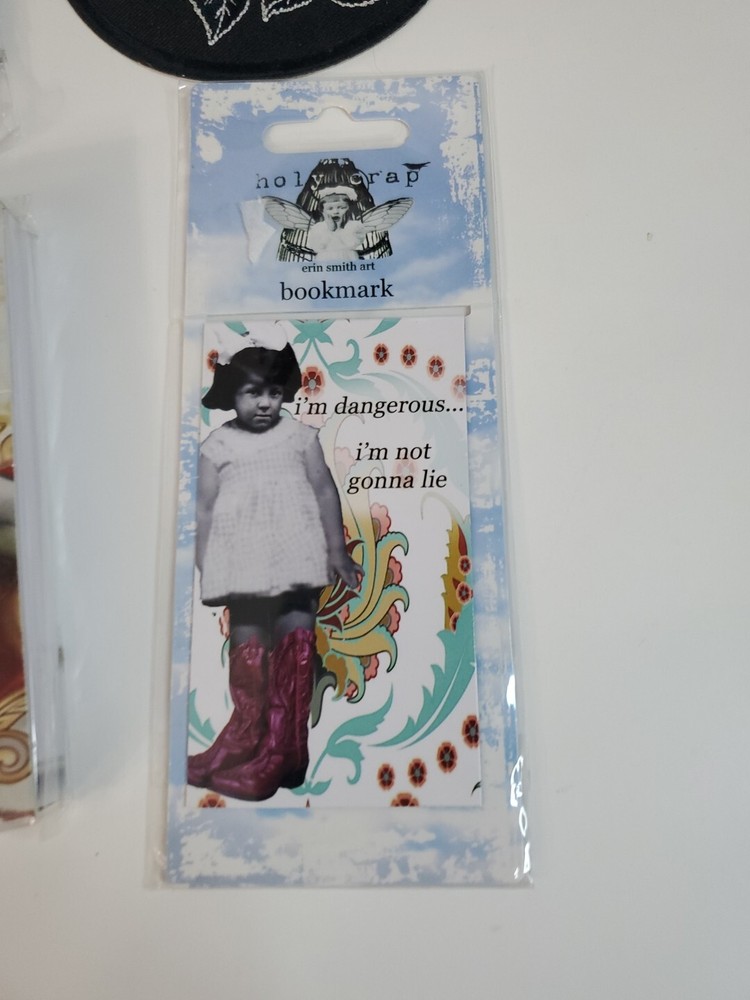 holy crap
erin smith art
bookmark
i'm dangerous...
i'm not
gonna lie